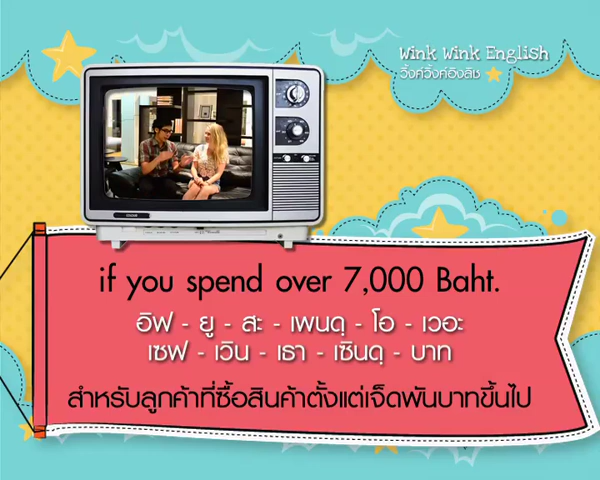 Wink Wink English
วิ้งค์วิ้งค์อิงลิช
if you spend over 7,000 Baht.
อิฟ - ยู - สะ - เพนดฺ - โอ - เวอะ
เซฟ - เวิน - เธา - เซินดฺ - บาท
สำหรับลูกค้าที่ซื้อสินค้าตั้งแต่เจ็ดพันบาทขึ้นไป